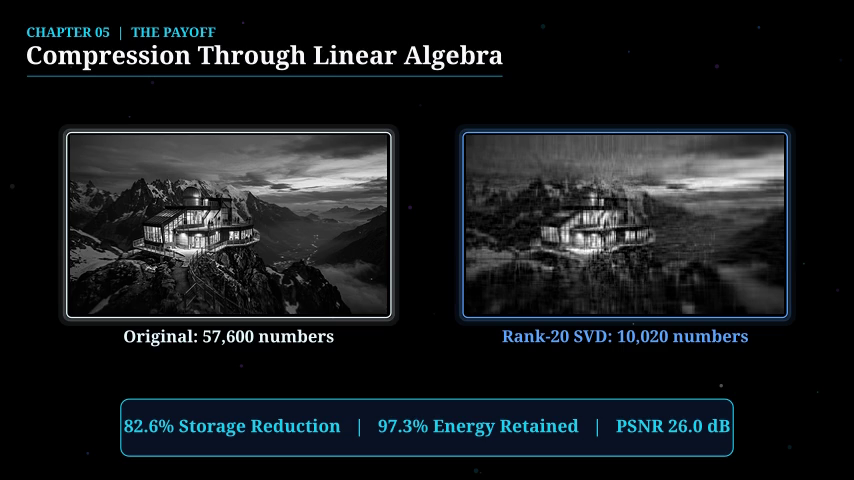 CHAPTER 05 | THE PAYOFF
Compression Through Linear Algebra
Original: 57,600 numbers
Rank-20 SVD: 10,020 numbers
82.6% Storage Reduction | 97.3% Energy Retained | PSNR 26.0 dB